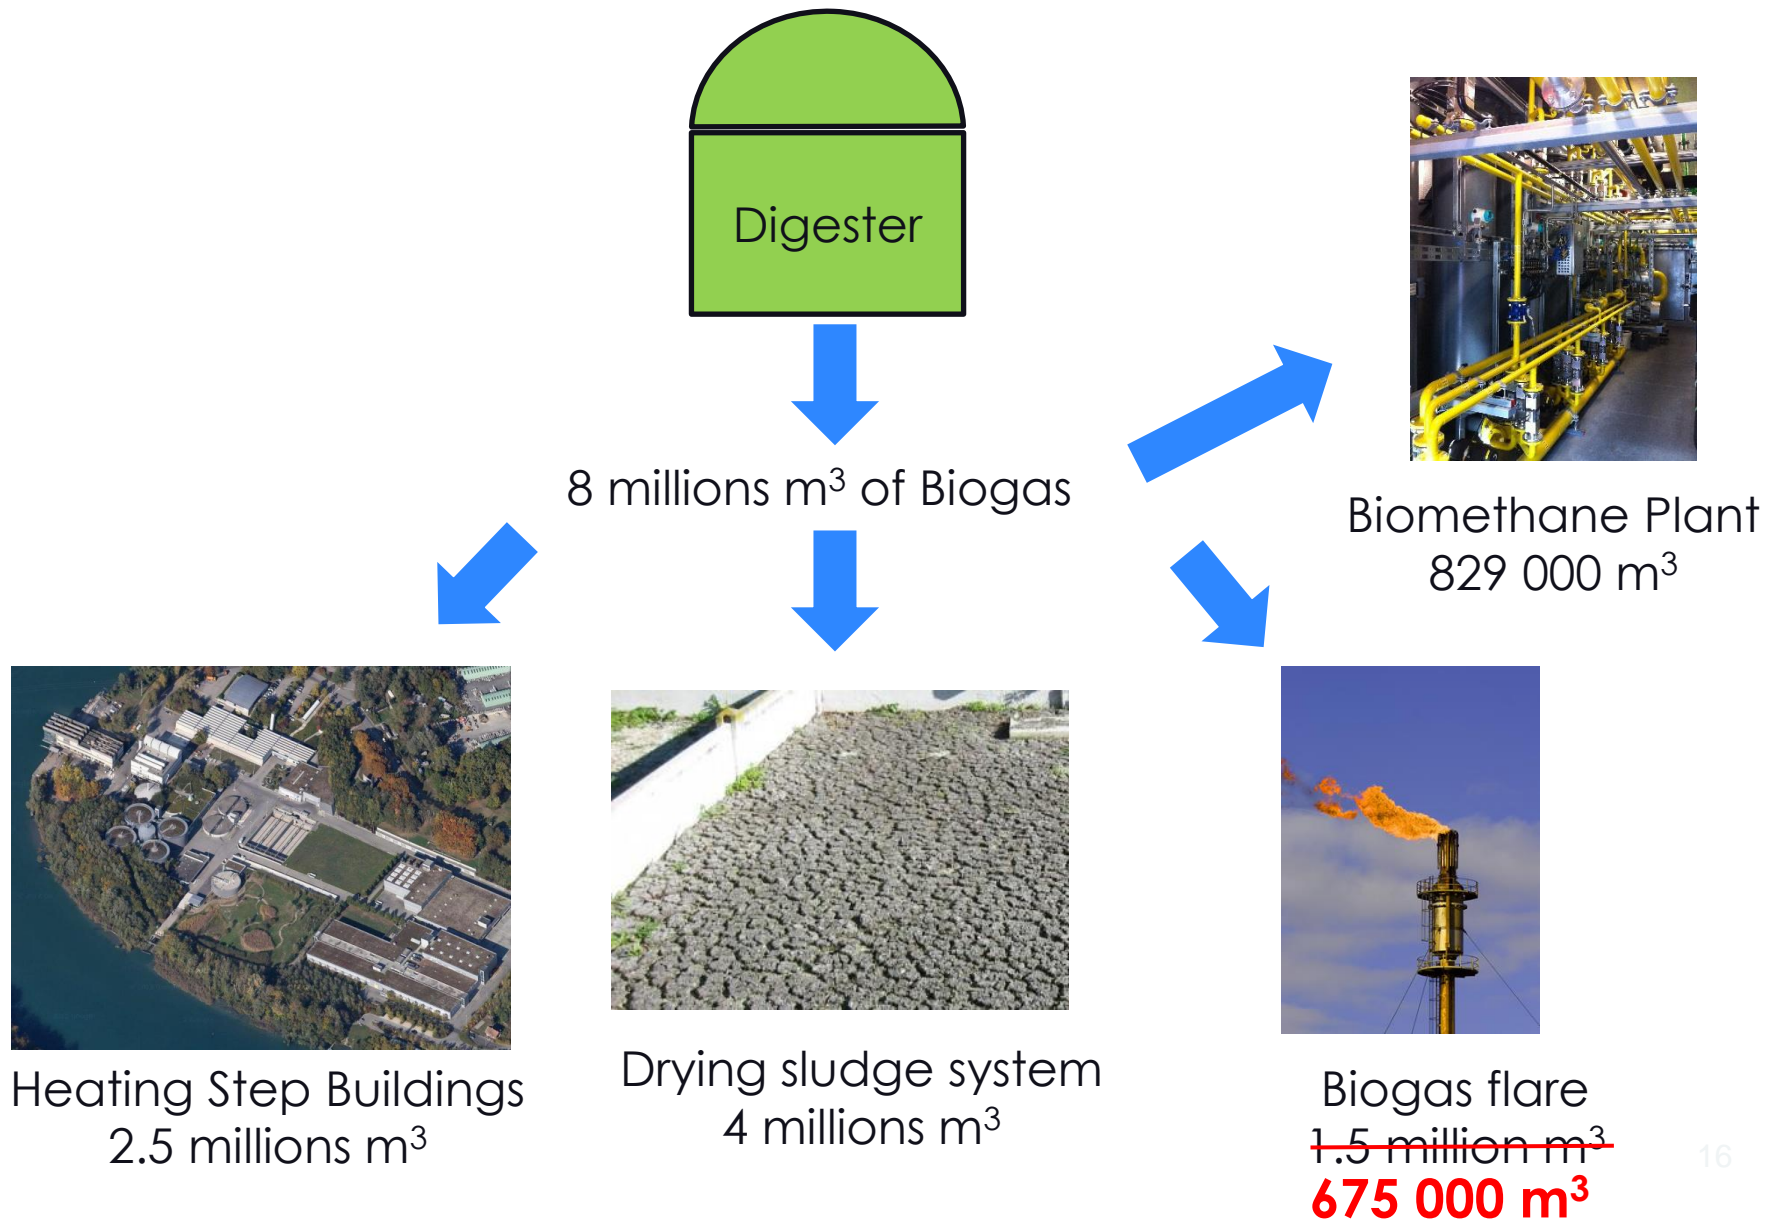 Digester
8 millions m³ of Biogas
Biomethane Plant
829 000 m³
Heating Step Buildings
2.5 millions m³
Drying sludge system
4 millions m³
Biogas flare
1.5 million m³
675 000 m³
16